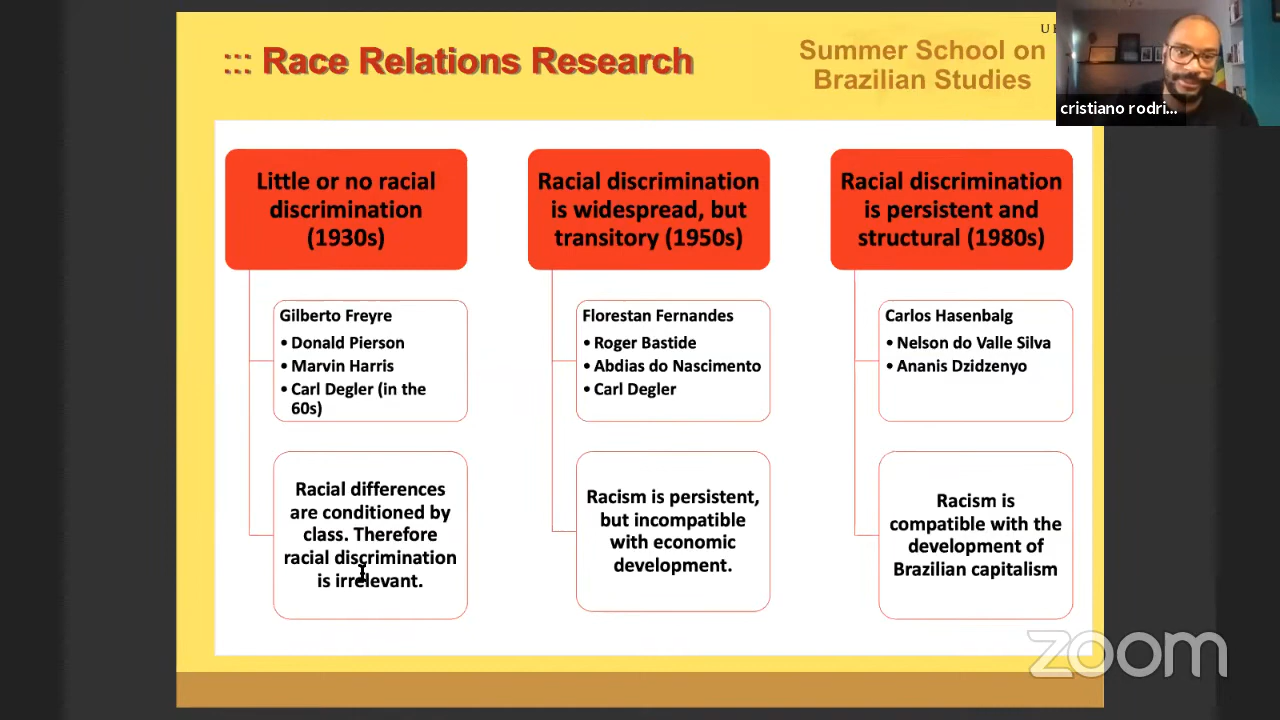 ::: Race Relations Research
Summer School on
Brazilian Studies
cristiano rodri...
Little or no racial
discrimination
(1930s)
Gilberto Freyre
• Donald Pierson
• Marvin Harris
• Carl Degler (in the
60s)
Racial differences
are conditioned by
class. Therefore
racial discrimination
is irrelevant.
Racial discrimination
is widespread, but
transitory (1950s)
Florestan Fernandes
• Roger Bastide
• Abdias do Nascimento
• Carl Degler
Racism is persistent,
but incompatible
with economic
development.
Racial discrimination
is persistent and
structural (1980s)
Carlos Hasenbalg
• Nelson do Valle Silva
• Ananis Dzidzenyo
Racism is
compatible with the
development of
Brazilian capitalism
zoom